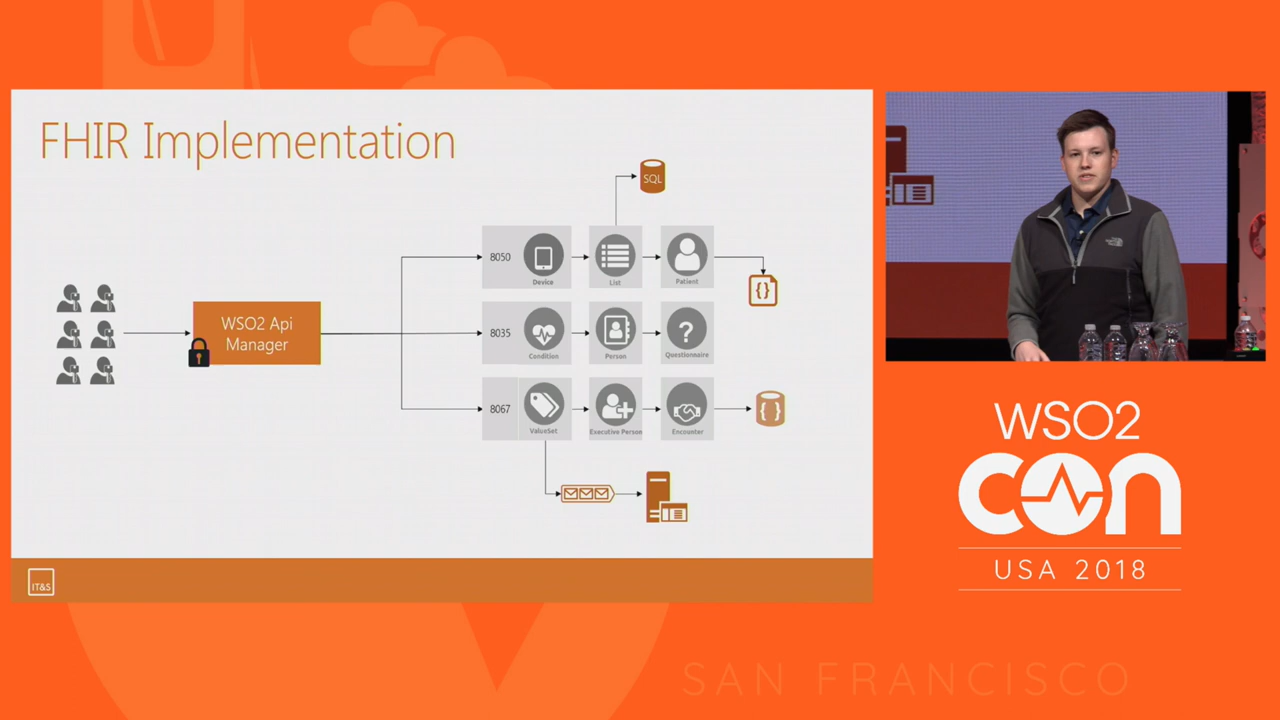 FHIR Implementation
SQL
8050
Device
List
Patient
{}
WSO2 Api
Manager
8035
Condition
Person
?
Questionnaire
8067
ValueSet
Executive Person
Encounter
{}
IT&S
WSO2
con
USA 2018
SAN FRANCISCO